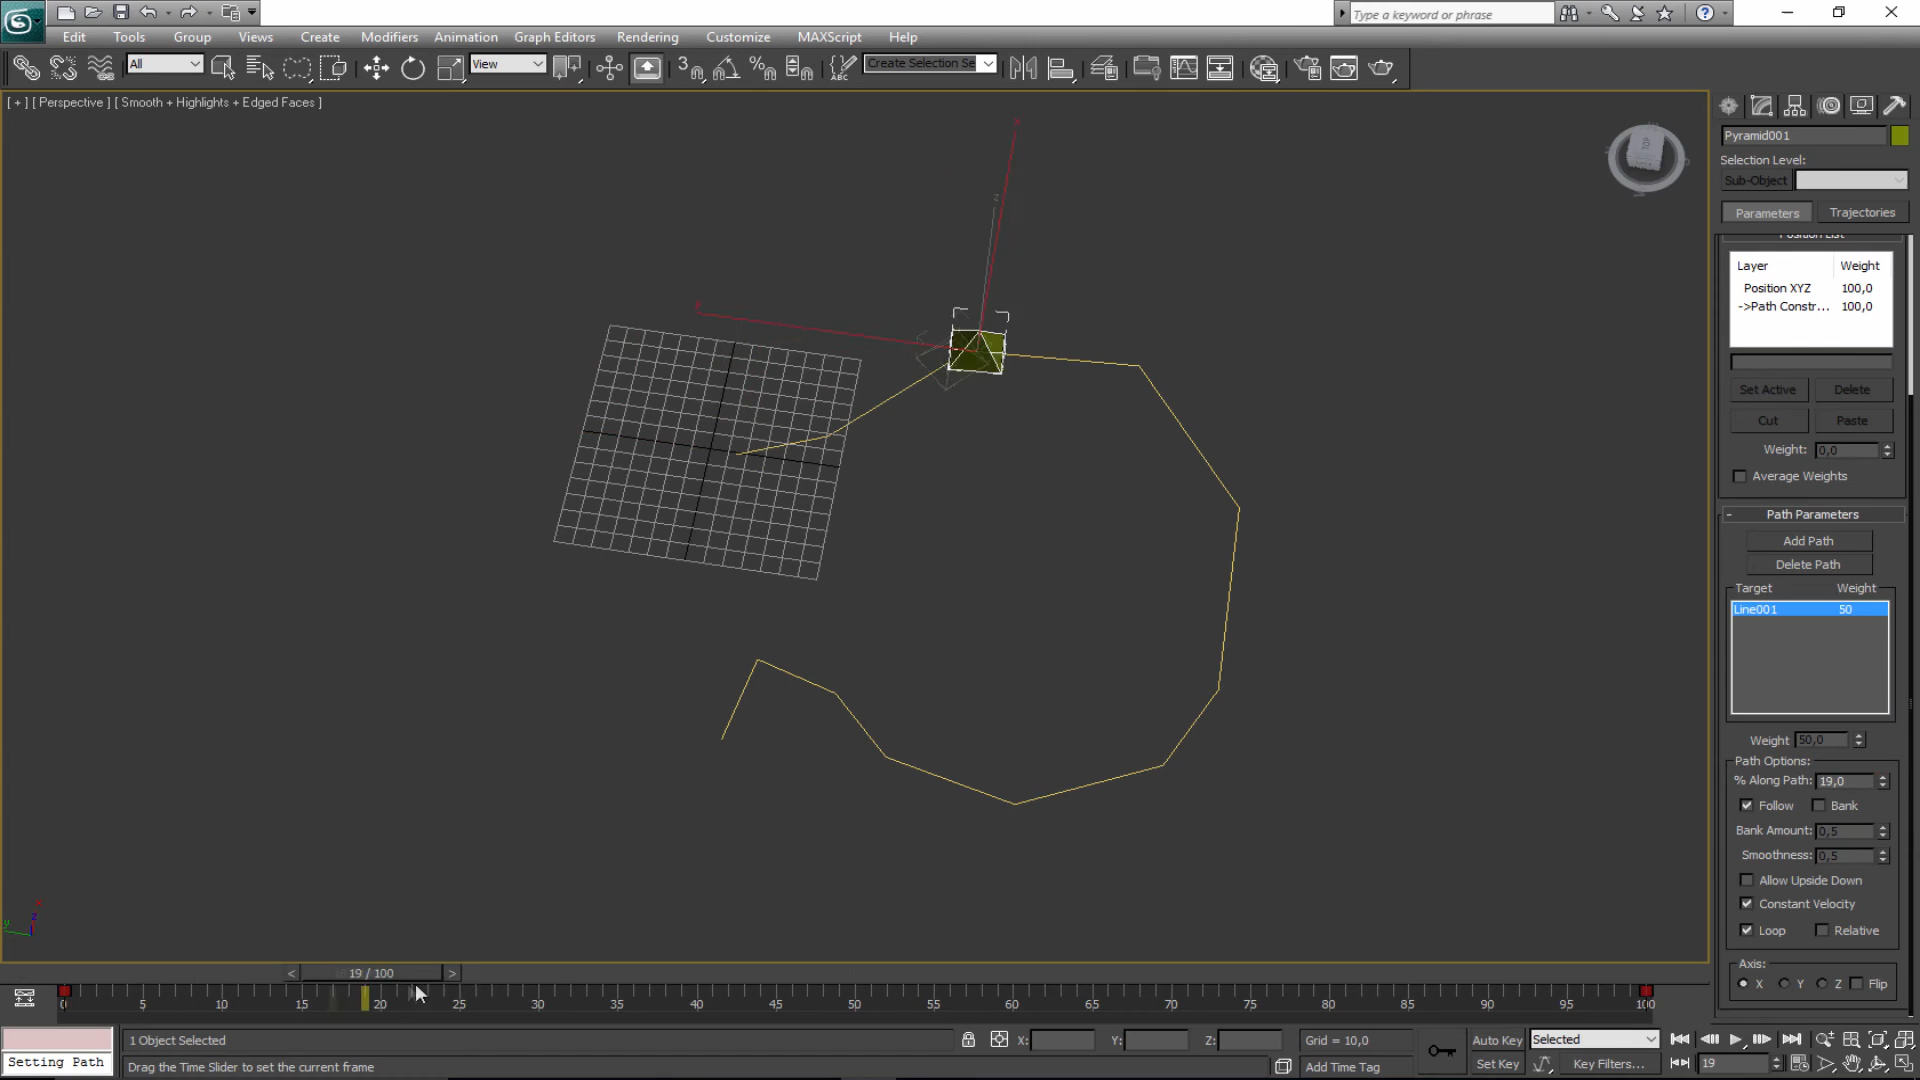 Type a keyword or phrase
Edit Tools Group Views Create Modifiers Animation Graph Editors Rendering Customize MAXScript Help
All View Create Selection Se
[ + ] [ Perspective ] [ Smooth + Highlights + Edged Faces ]
TOP
Pyramid001
Selection Level:
Sub-Object
Parameters Trajectories
Position List
Layer Weight
Position XYZ 100,0
->Path Constr... 100,0
Set Active Delete
Cut Paste
Weight: 0,0
Average Weights
- Path Parameters
Add Path
Delete Path
Target Weight
Line001 50
Weight 50,0
Path Options:
% Along Path: 19,0
Follow Bank
Bank Amount: 0,5
Smoothness: 0,5
Allow Upside Down
Constant Velocity
Loop Relative
Axis:
X Y Z Flip
< 19 / 100 >
0 5 10 15 20 25 30 35 40 45 50 55 60 65 70 75 80 85 90 95 100
1 Object Selected X: Y: Z: Grid = 10,0 Auto Key Selected
Setting Path Drag the Time Slider to set the current frame Add Time Tag Set Key Key Filters... 19